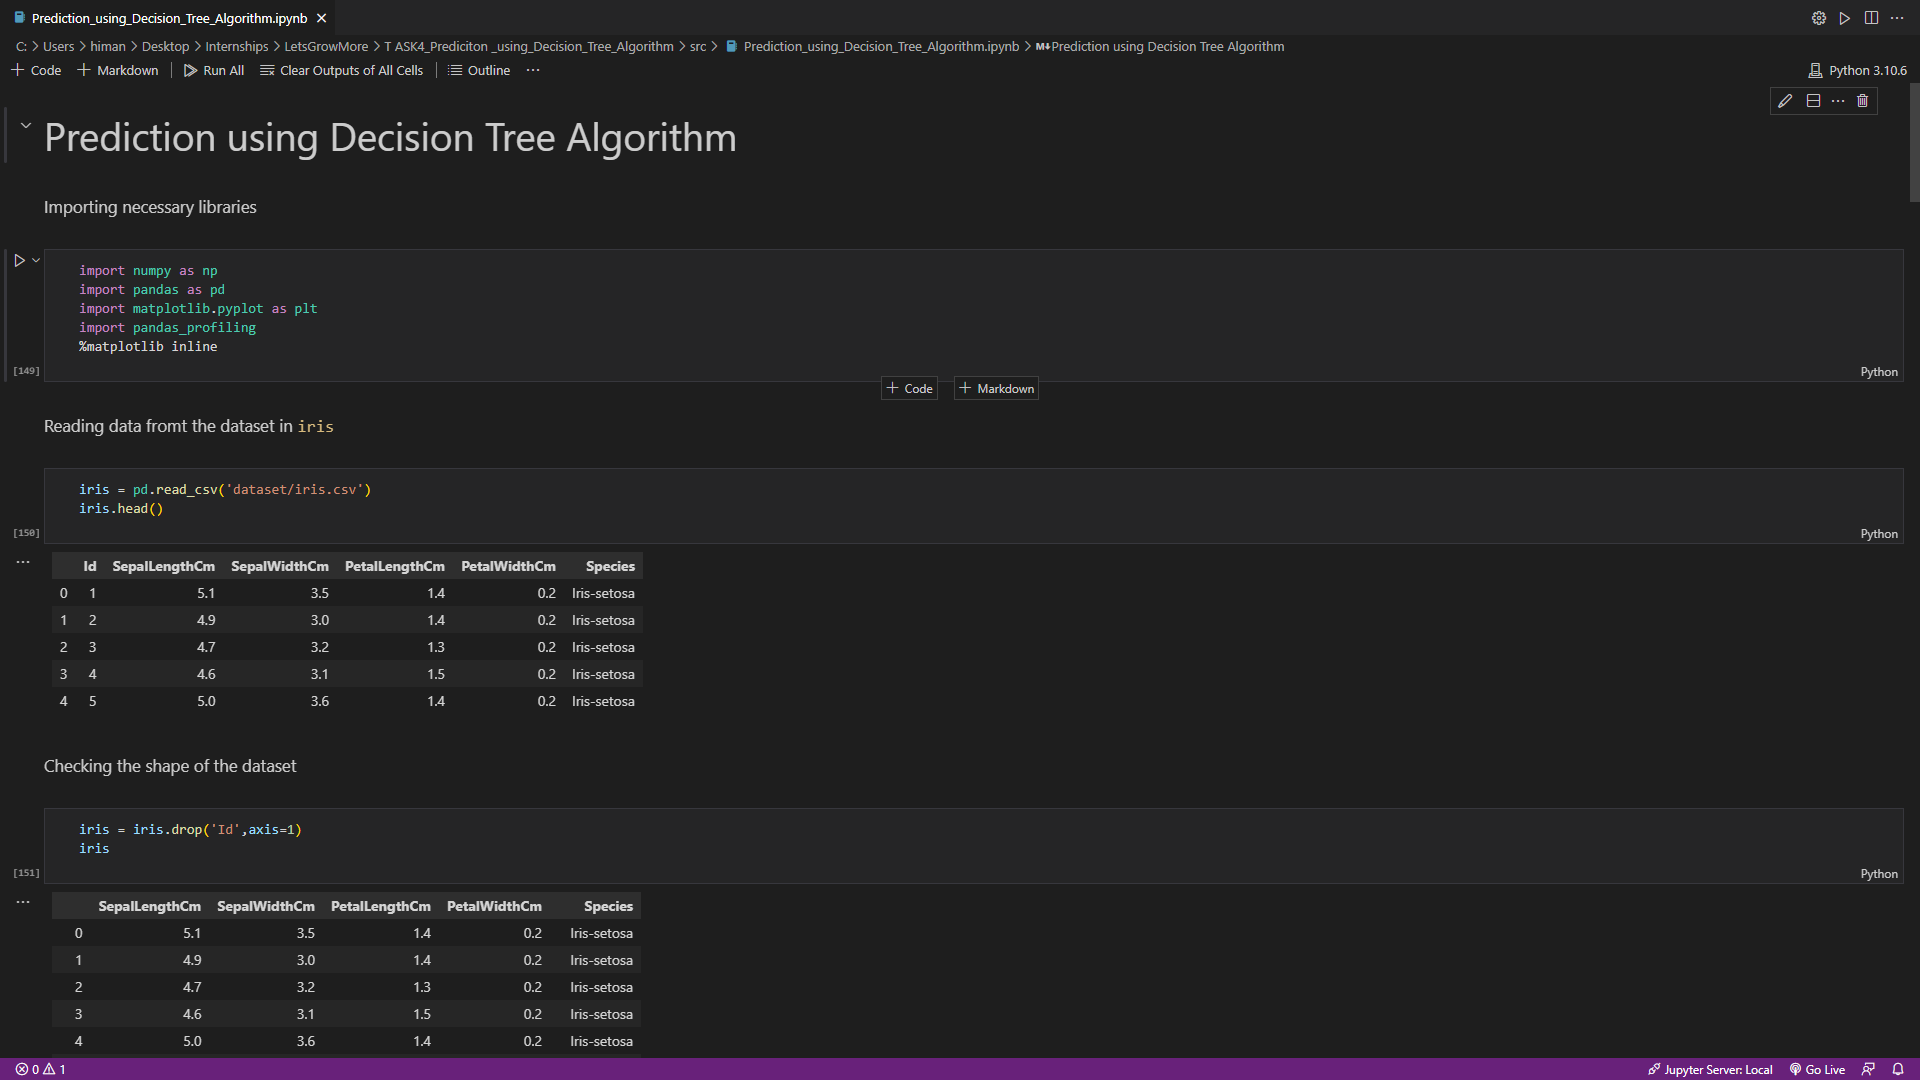 Prediction_using_Decision_Tree_Algorithm.ipynb
C: > Users > himan > Desktop > Internships > LetsGrowMore > T ASK4_Prediciton _using_Decision_Tree_Algorithm > src > Prediction_using_Decision_Tree_Algorithm.ipynb > M↓Prediction using Decision Tree Algorithm
+ Code + Markdown | Run All Clear Outputs of All Cells | Outline ···
Python 3.10.6
Prediction using Decision Tree Algorithm
Importing necessary libraries
import numpy as np
import pandas as pd
import matplotlib.pyplot as plt
import pandas_profiling
%matplotlib inline
[149]
Python
+ Code + Markdown
Reading data fromt the dataset in iris
iris = pd.read_csv('dataset/iris.csv')
iris.head()
[150]
Python
Id SepalLengthCm SepalWidthCm PetalLengthCm PetalWidthCm Species
0 1 5.1 3.5 1.4 0.2 Iris-setosa
1 2 4.9 3.0 1.4 0.2 Iris-setosa
2 3 4.7 3.2 1.3 0.2 Iris-setosa
3 4 4.6 3.1 1.5 0.2 Iris-setosa
4 5 5.0 3.6 1.4 0.2 Iris-setosa
Checking the shape of the dataset
iris = iris.drop('Id',axis=1)
iris
[151]
Python
SepalLengthCm SepalWidthCm PetalLengthCm PetalWidthCm Species
0 5.1 3.5 1.4 0.2 Iris-setosa
1 4.9 3.0 1.4 0.2 Iris-setosa
2 4.7 3.2 1.3 0.2 Iris-setosa
3 4.6 3.1 1.5 0.2 Iris-setosa
4 5.0 3.6 1.4 0.2 Iris-setosa
0 1
Jupyter Server: Local Go Live